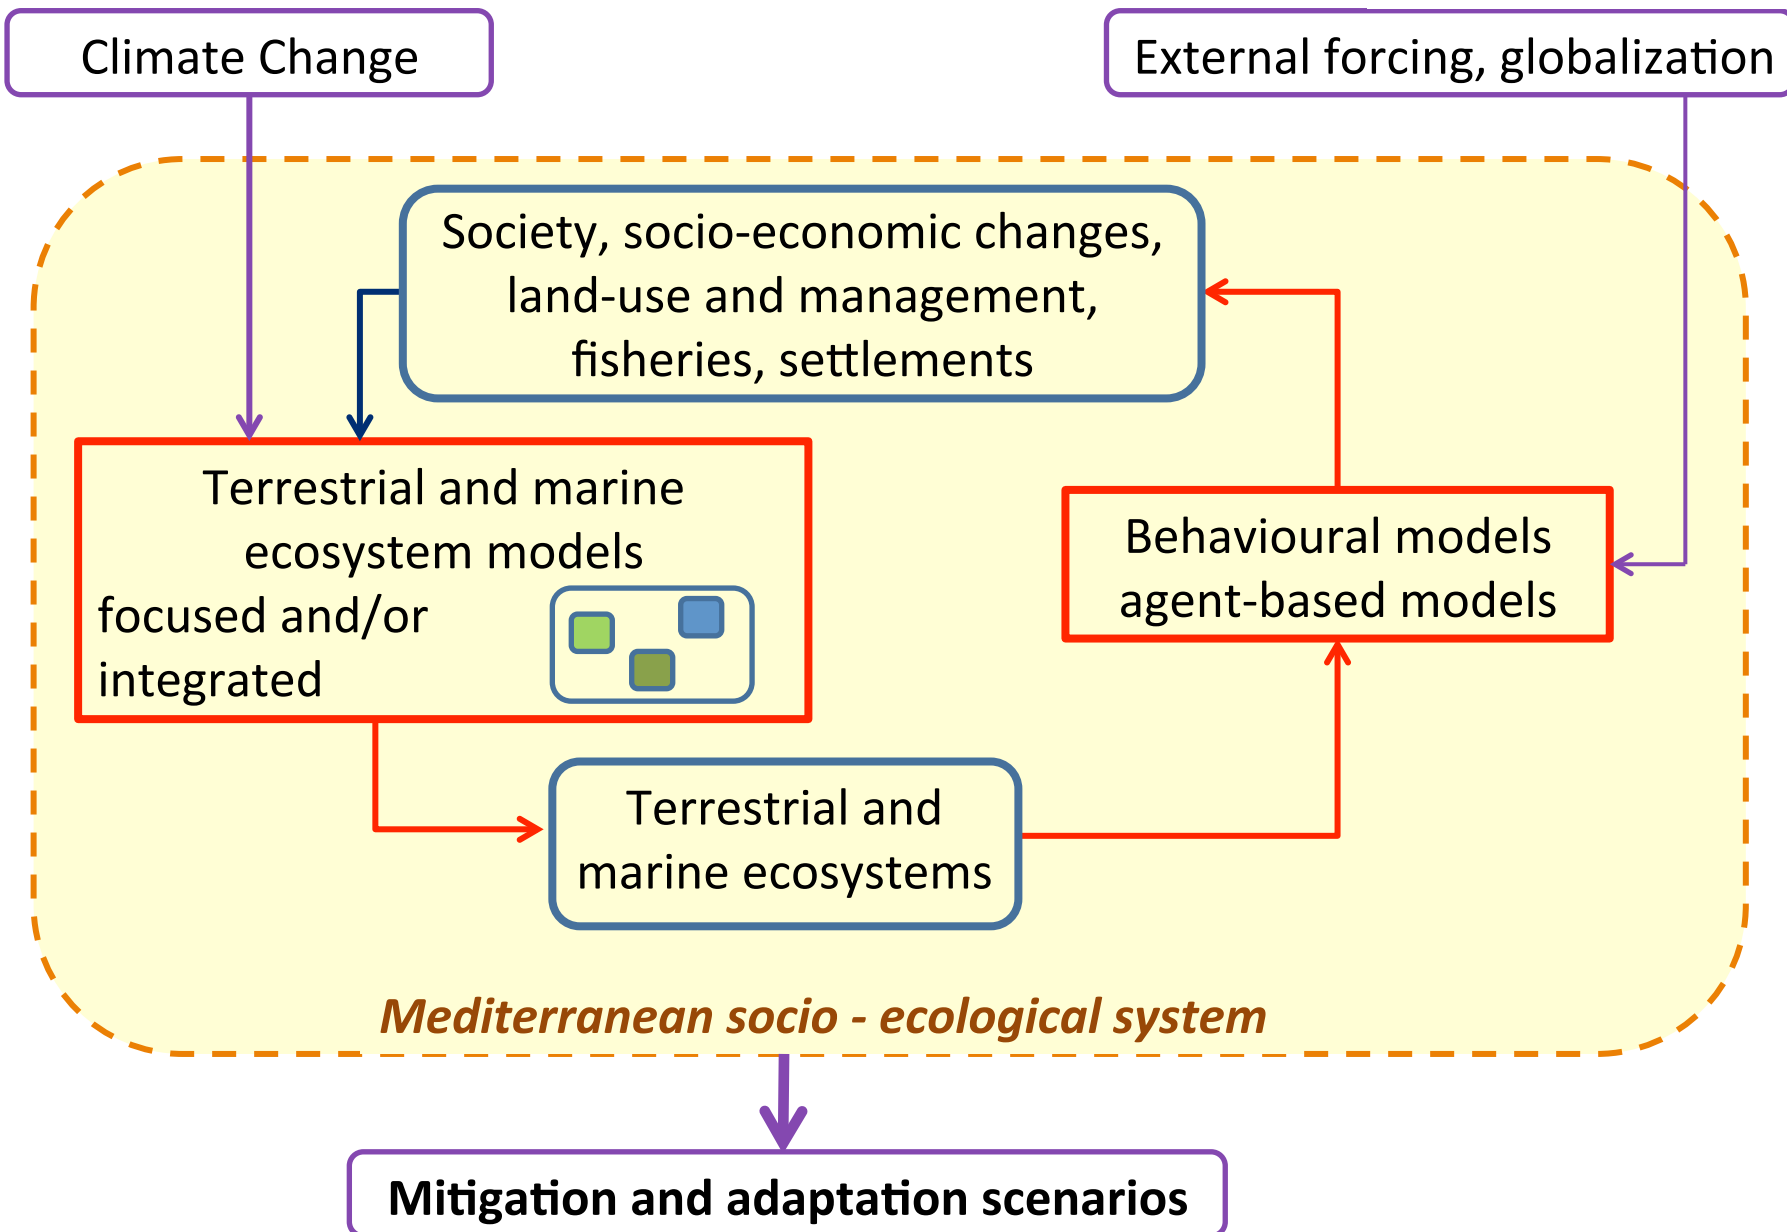 Climate Change
External forcing, globalization
Society, socio-economic changes,
land-use and management,
fisheries, settlements
Terrestrial and marine
ecosystem models
focused and/or
integrated
Behavioural models
agent-based models
Terrestrial and
marine ecosystems
Mediterranean socio - ecological system
Mitigation and adaptation scenarios